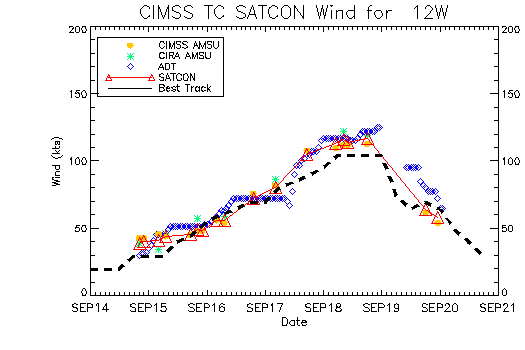 CIMSS TC SATCON Wind for 12W
200
150
100
50
0
200
150
100
50
0
Wind (kts)
CIMSS AMSU
CIRA AMSU
ADT
SATCON
Best Track
SEP14 SEP15 SEP16 SEP17 SEP18 SEP19 SEP20 SEP21
Date